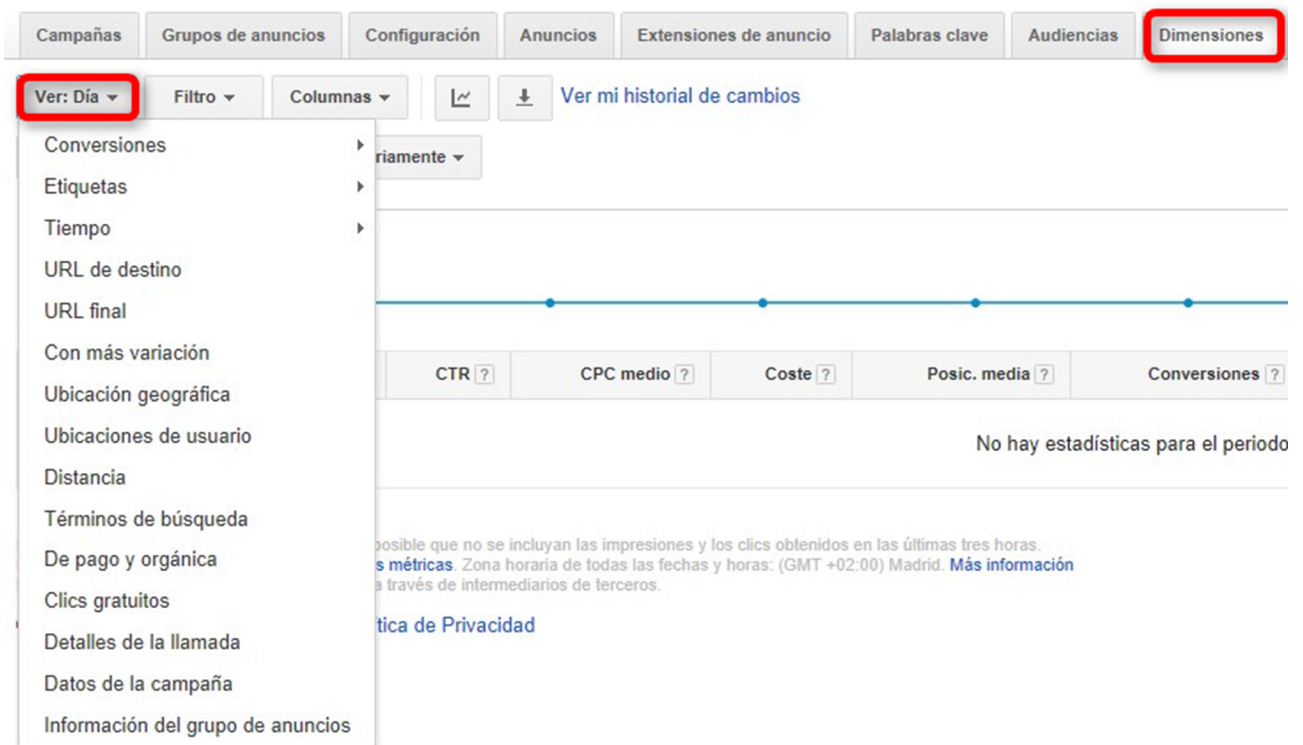 Campañas Grupos de anuncios Configuración Anuncios Extensiones de anuncio Palabras clave Audiencias Dimensiones
Ver: Día Filtro Columnas Ver mi historial de cambios
Conversiones
riamente
Etiquetas
Tiempo
URL de destino
URL final
Con más variación
CTR ? CPC medio ? Coste ? Posic. media ? Conversiones ?
Ubicación geográfica
Ubicaciones de usuario
No hay estadísticas para el periodo
Distancia
Términos de búsqueda
posible que no se incluyan las impresiones y los clics obtenidos en las últimas tres horas.
De pago y orgánica
s métricas. Zona horaria de todas las fechas y horas: (GMT +02:00) Madrid. Más información
a través de intermediarios de terceros.
Clics gratuitos
tica de Privacidad
Detalles de la llamada
Datos de la campaña
Información del grupo de anuncios